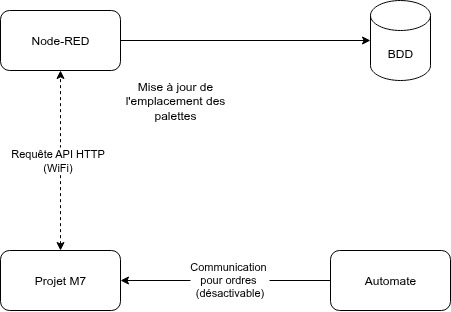 Node-RED
BDD
Mise à jour de
l'emplacement des
palettes
Requête API HTTP
(WiFi)
Projet M7
Communication
pour ordres
(désactivable)
Automate